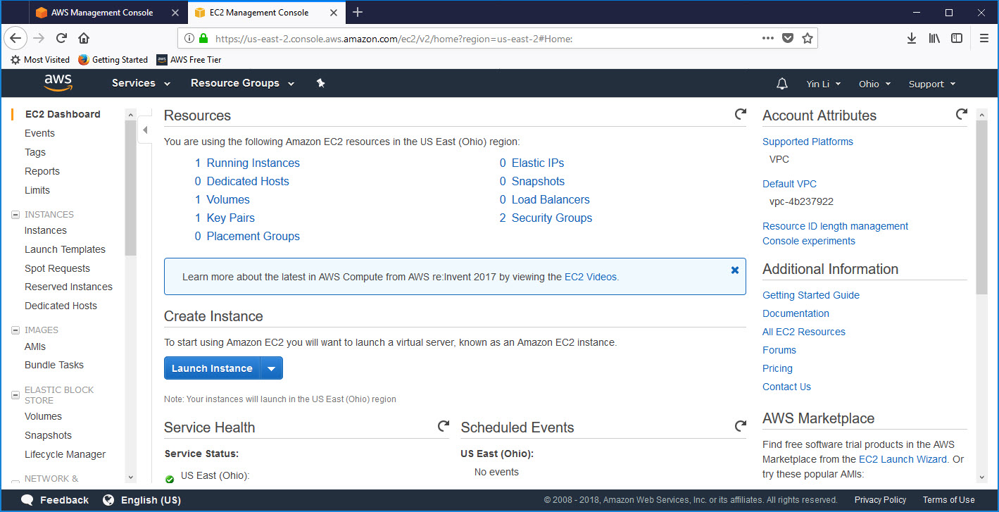 AWS Management Console
EC2 Management Console
https://us-east-2.console.aws.amazon.com/ec2/v2/home?region=us-east-2#Home:
Most Visited
Getting Started
aws
AWS Free Tier
aws
Services
Resource Groups
Yin Li
Ohio
Support
EC2 Dashboard
Events
Tags
Reports
Limits
INSTANCES
Instances
Launch Templates
Spot Requests
Reserved Instances
Dedicated Hosts
IMAGES
AMIs
Bundle Tasks
ELASTIC BLOCK
STORE
Volumes
Snapshots
Lifecycle Manager
NETWORK &
Resources
You are using the following Amazon EC2 resources in the US East (Ohio) region:
1 Running Instances
0 Elastic IPs
0 Dedicated Hosts
0 Snapshots
1 Volumes
0 Load Balancers
1 Key Pairs
2 Security Groups
0 Placement Groups
Learn more about the latest in AWS Compute from AWS re:Invent 2017 by viewing the EC2 Videos.
Create Instance
To start using Amazon EC2 you will want to launch a virtual server, known as an Amazon EC2 instance.
Launch Instance
Note: Your instances will launch in the US East (Ohio) region
Service Health
Service Status:
US East (Ohio):
Scheduled Events
US East (Ohio):
No events
Account Attributes
Supported Platforms
VPC
Default VPC
vpc-4b237922
Resource ID length management
Console experiments
Additional Information
Getting Started Guide
Documentation
All EC2 Resources
Forums
Pricing
Contact Us
AWS Marketplace
Find free software trial products in the AWS
Marketplace from the EC2 Launch Wizard. Or
try these popular AMIs:
Feedback
English (US)
© 2008 - 2018, Amazon Web Services, Inc. or its affiliates. All rights reserved.
Privacy Policy
Terms of Use